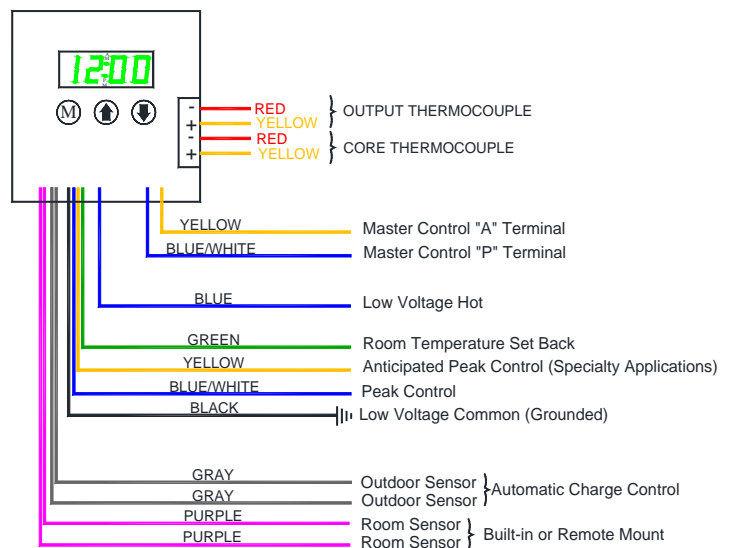 12:00
M
- RED
+ YELLOW
OUTPUT THERMOCOUPLE
- RED
+ YELLOW
CORE THERMOCOUPLE
YELLOW Master Control "A" Terminal
BLUE/WHITE Master Control "P" Terminal
BLUE Low Voltage Hot
GREEN Room Temperature Set Back
YELLOW Anticipated Peak Control (Specialty Applications)
BLUE/WHITE Peak Control
BLACK Low Voltage Common (Grounded)
GRAY Outdoor Sensor
GRAY Outdoor Sensor
Automatic Charge Control
PURPLE Room Sensor
PURPLE Room Sensor
Built-in or Remote Mount